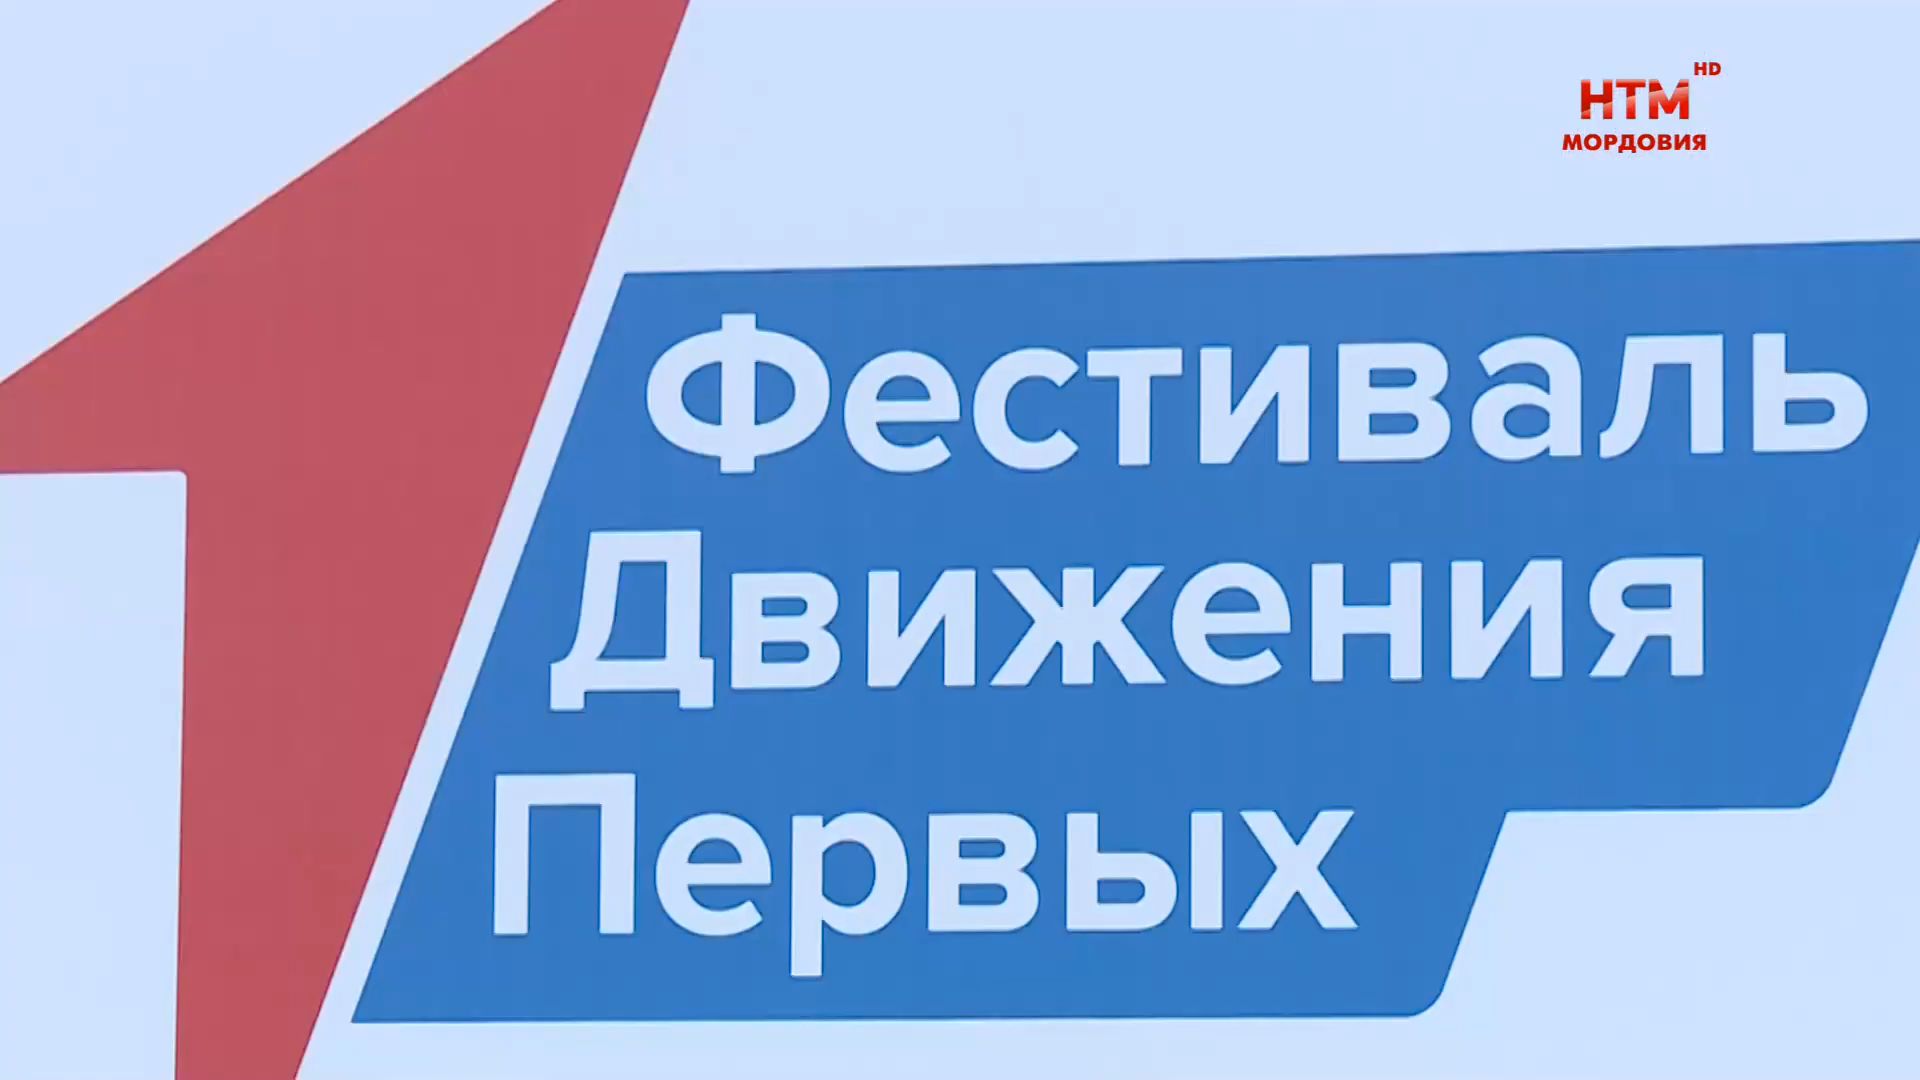 HD
НТМ
МОРДОВИЯ
Фестиваль
Движения
Первых